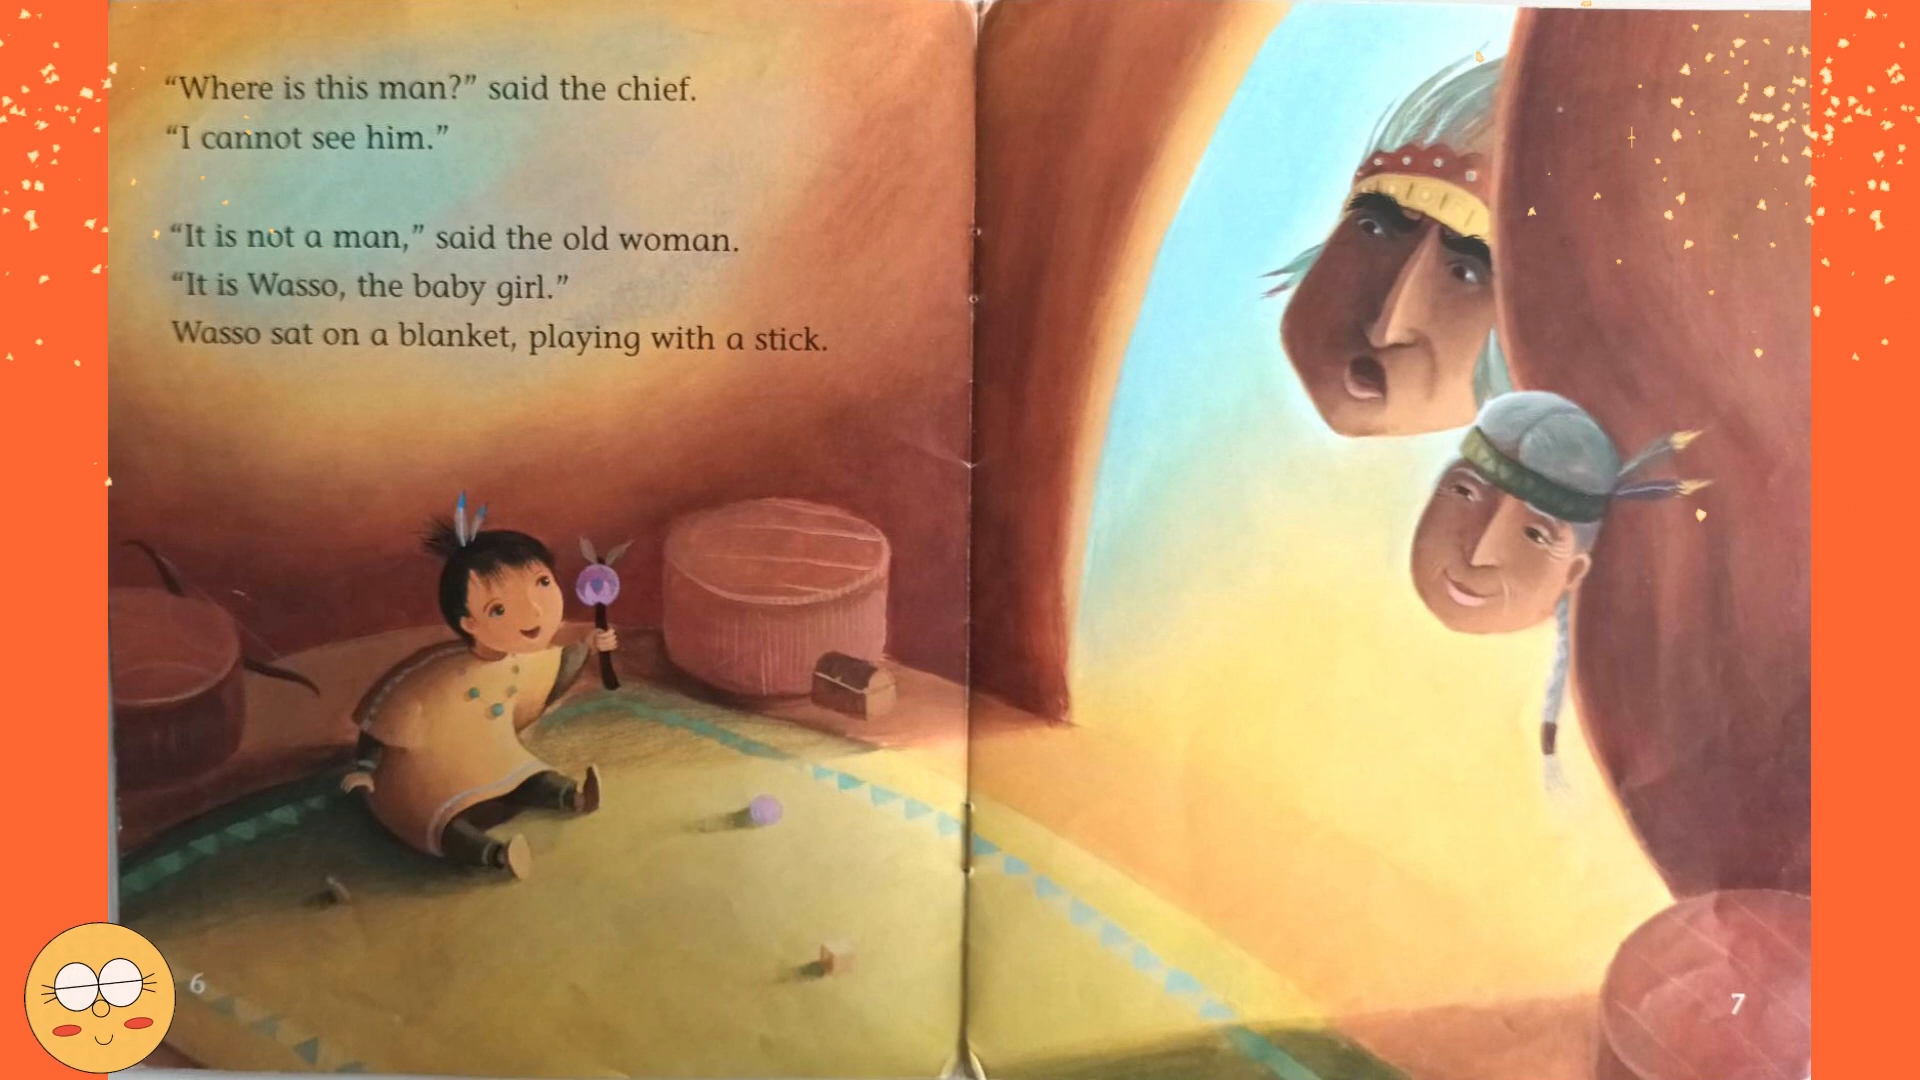 “Where is this man?” said the chief.
“I cannot see him.”
“It is not a man,” said the old woman.
“It is Wasso, the baby girl.”
Wasso sat on a blanket, playing with a stick.
6
7